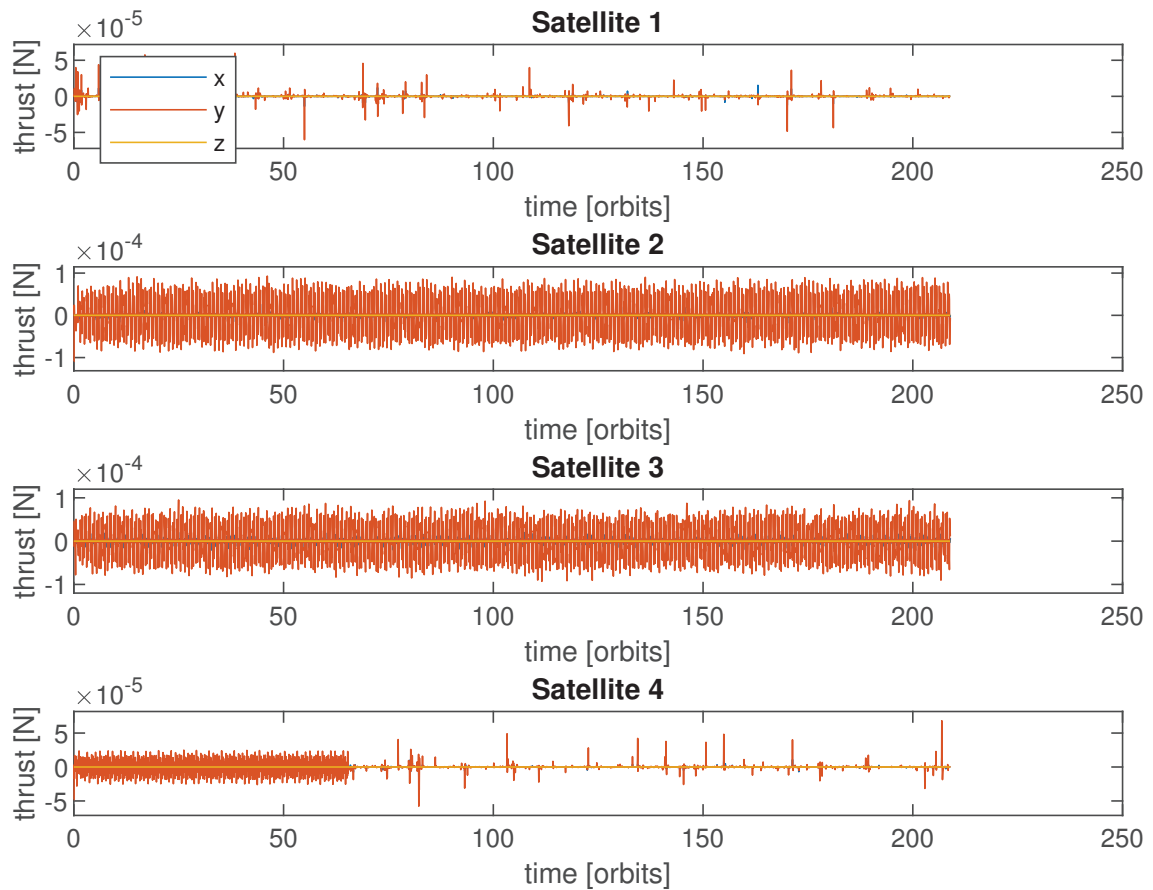 Satellite 1
×10⁻⁵
thrust [N]
5
0
-5
x
y
z
0 50 100 150 200 250
time [orbits]
Satellite 2
×10⁻⁴
thrust [N]
1
0
-1
0 50 100 150 200 250
time [orbits]
Satellite 3
×10⁻⁴
thrust [N]
1
0
-1
0 50 100 150 200 250
time [orbits]
Satellite 4
×10⁻⁵
thrust [N]
5
0
-5
0 50 100 150 200 250
time [orbits]